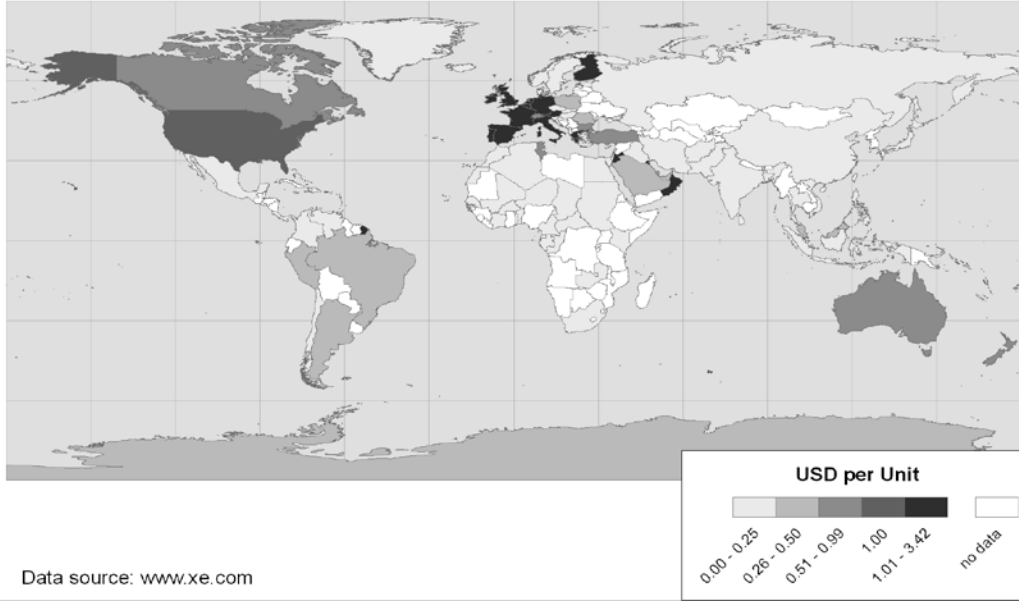 USD per Unit
0.00 - 0.25
0.26 - 0.50
0.51 - 0.99
1.00
1.01 - 3.42
no data
Data source: www.xe.com